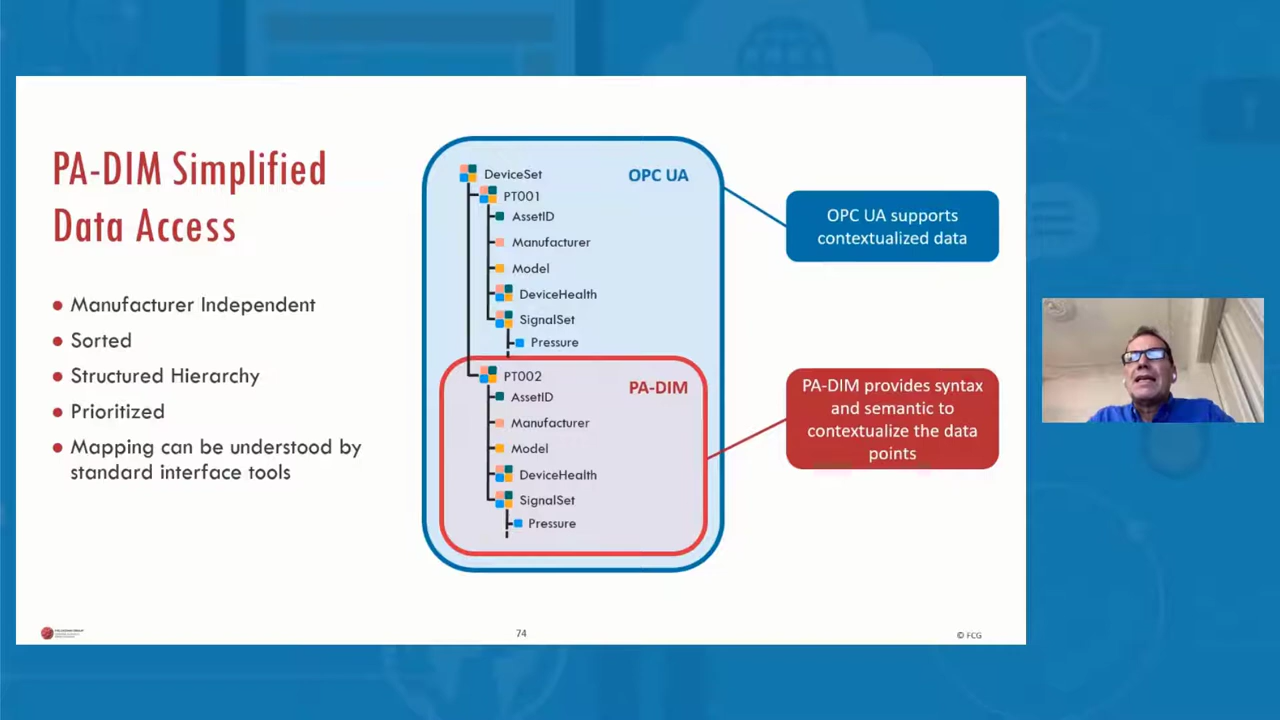 PA-DIM Simplified
Data Access
Manufacturer Independent
Sorted
Structured Hierarchy
Prioritized
Mapping can be understood by
standard interface tools
OPC UA
DeviceSet
PT001
AssetID
Manufacturer
Model
DeviceHealth
SignalSet
Pressure
PA-DIM
PT002
AssetID
Manufacturer
Model
DeviceHealth
SignalSet
Pressure
OPC UA supports
contextualized data
PA-DIM provides syntax
and semantic to
contextualize the data
points
74
© FCG